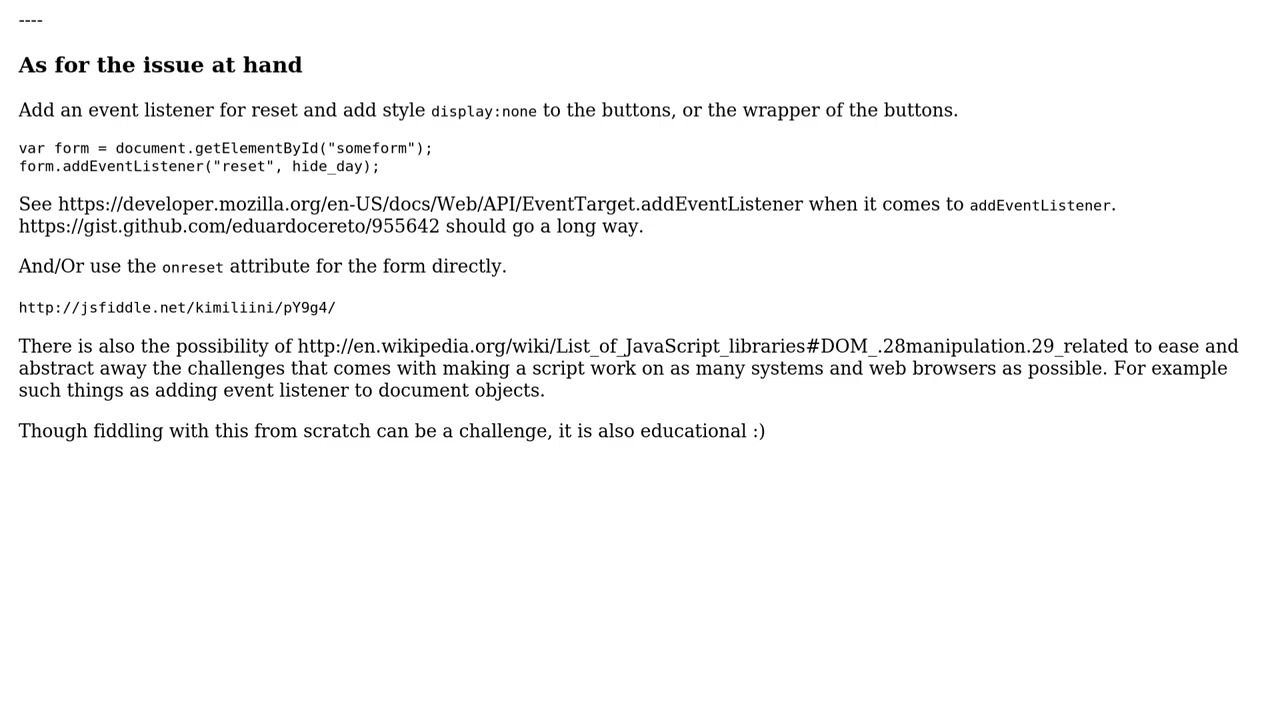 ----
As for the issue at hand
Add an event listener for reset and add style display:none to the buttons, or the wrapper of the buttons.
var form = document.getElementById("someform");
form.addEventListener("reset", hide_day);
See https://developer.mozilla.org/en-US/docs/Web/API/EventTarget.addEventListener when it comes to addEventListener.
https://gist.github.com/eduardocereto/955642 should go a long way.
And/Or use the onreset attribute for the form directly.
http://jsfiddle.net/kimiliini/pY9g4/
There is also the possibility of http://en.wikipedia.org/wiki/List_of_JavaScript_libraries#DOM_.28manipulation.29_related to ease and
abstract away the challenges that comes with making a script work on as many systems and web browsers as possible. For example
such things as adding event listener to document objects.
Though fiddling with this from scratch can be a challenge, it is also educational :)